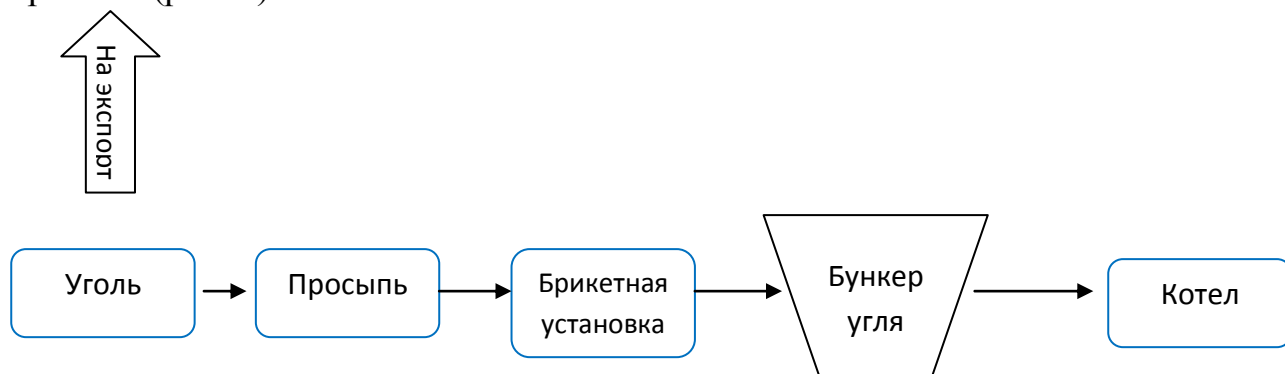 На экспорт
Уголь
Просыпь
Брикетная
установка
Бункер
угля
Котел